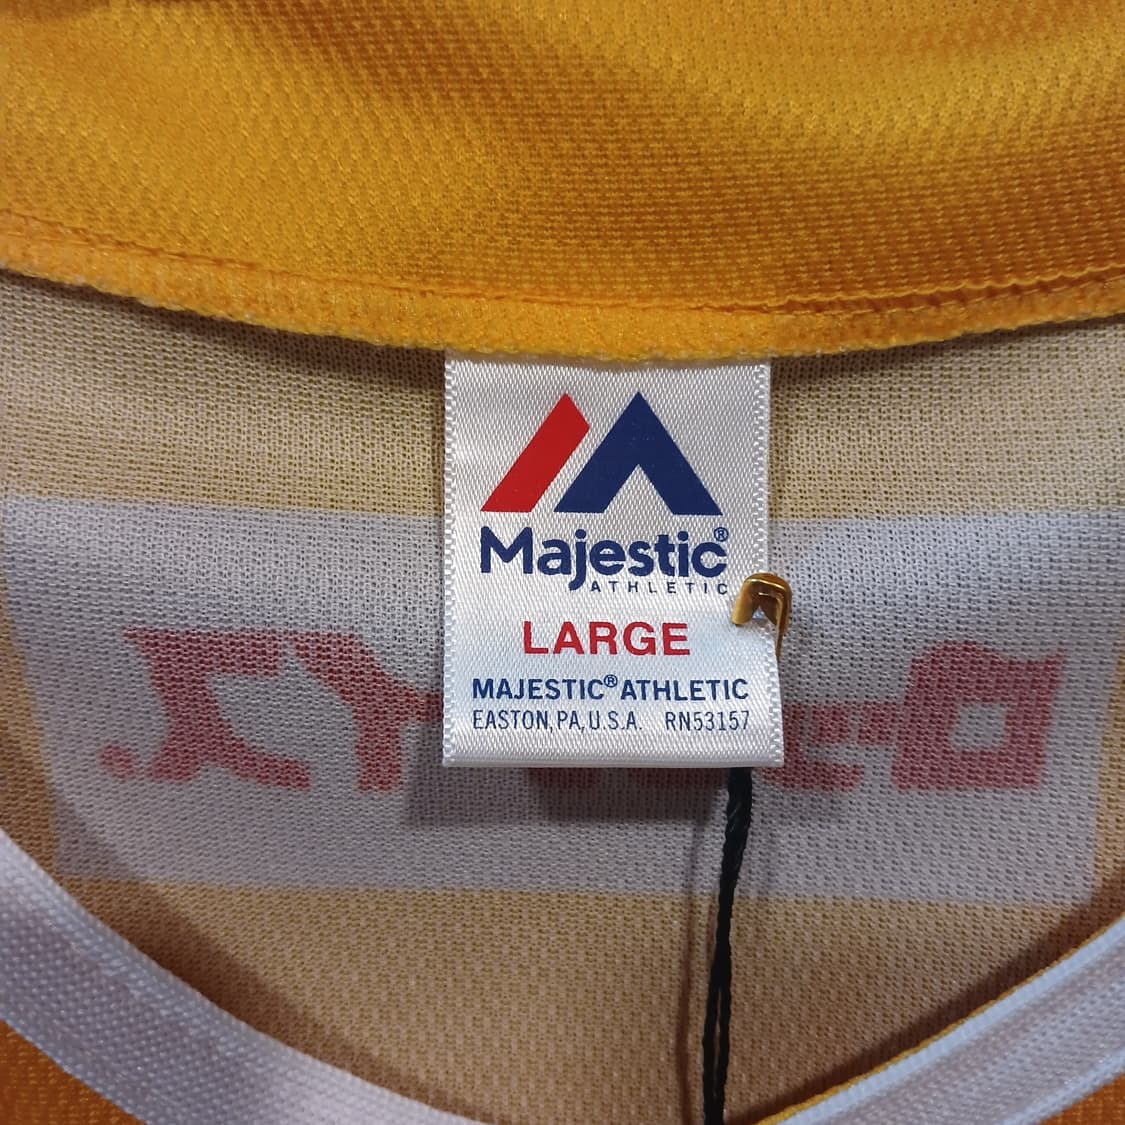 Majestic®
ATHLETIC
LARGE
MAJESTIC® ATHLETIC
EASTON, PA, U.S.A. RN53157